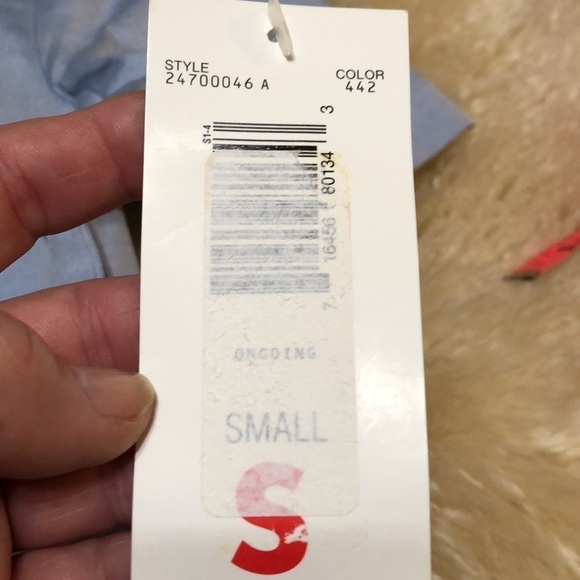 STYLE
24700046 A
COLOR
442
S1-4
7 16456 80134 3
ONGOING
SMALL
S